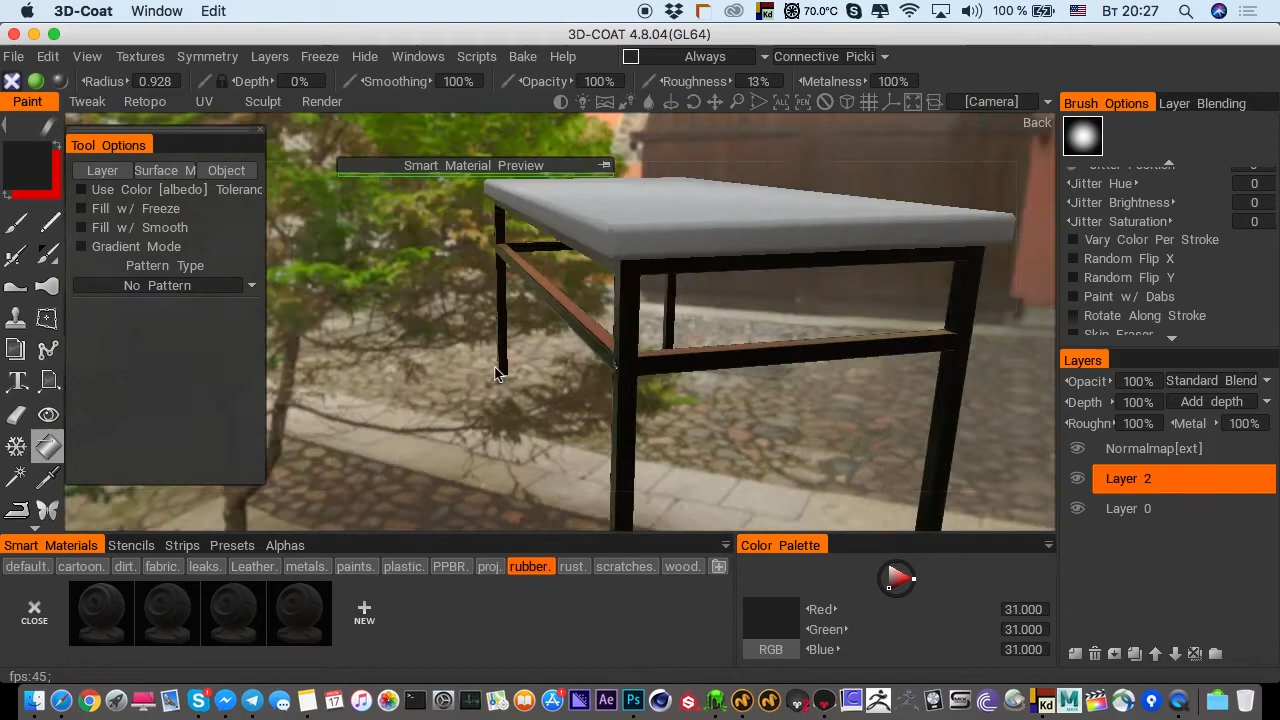 3D-Coat Window Edit 70.0°C 100 % Вт 20:27
3D-COAT 4.8.04(GL64)
File Edit View Textures Symmetry Layers Freeze Hide Windows Scripts Bake Help Always Connective Picki
Radius 0.928 Depth 0% Smoothing 100% Opacity 100% Roughness 13% Metalness 100%
Paint Tweak Retopo UV Sculpt Render [Camera] Brush Options Layer Blending
Back
Tool Options
Smart Material Preview
Layer Surface M Object
Use Color [albedo] Toleranc
Fill w/ Freeze
Fill w/ Smooth
Gradient Mode
Pattern Type
No Pattern
Jitter Hue 0
Jitter Brightness 0
Jitter Saturation 0
Vary Color Per Stroke
Random Flip X
Random Flip Y
Paint w/ Dabs
Rotate Along Stroke
Skip Eraser
Layers
Opacit 100% Standard Blend
Depth 100% Add depth
Roughn 100% Metal 100%
Normalmap[ext]
Layer 2
Layer 0
Smart Materials Stencils Strips Presets Alphas
default. cartoon. dirt. fabric. leaks. Leather. metals. paints. plastic. PPBR. proj. rubber. rust. scratches. wood.
CLOSE NEW
Color Palette
Red 31.000
Green 31.000
RGB Blue 31.000
fps:45;